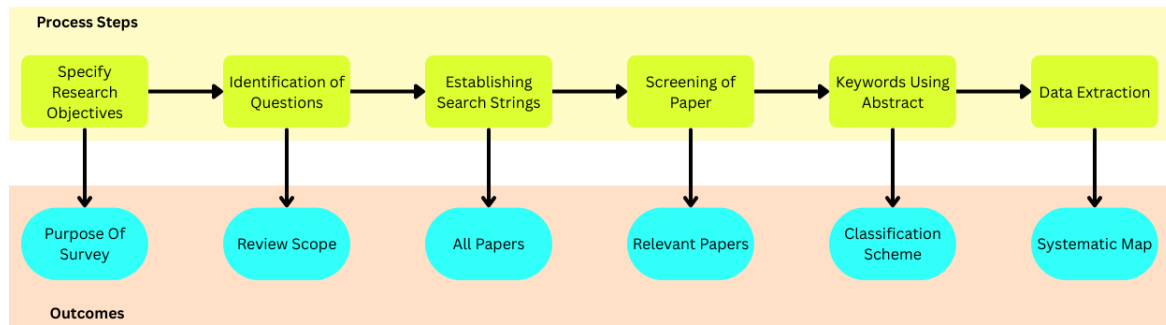 Process Steps
Specify
Research
Objectives
Identification of
Questions
Establishing
Search Strings
Screening of
Paper
Keywords Using
Abstract
Data Extraction
Purpose Of
Survey
Review Scope
All Papers
Relevant Papers
Classification
Scheme
Systematic Map
Outcomes